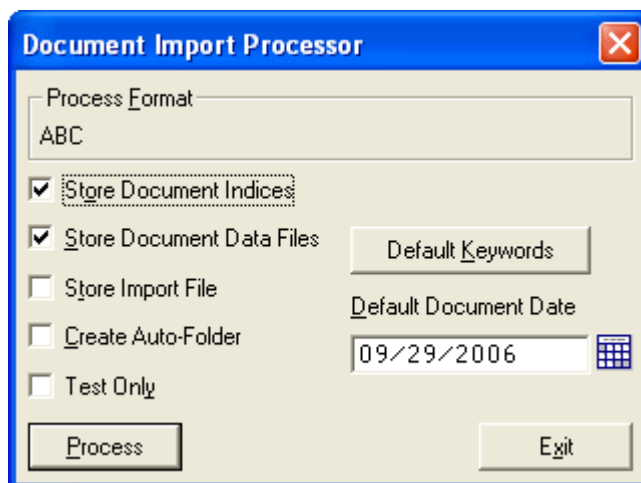 Document Import Processor
Process Format
ABC
Store Document Indices
Store Document Data Files
Default Keywords
Store Import File
Default Document Date
Create Auto-Folder
09/29/2006
Test Only
Process
Exit